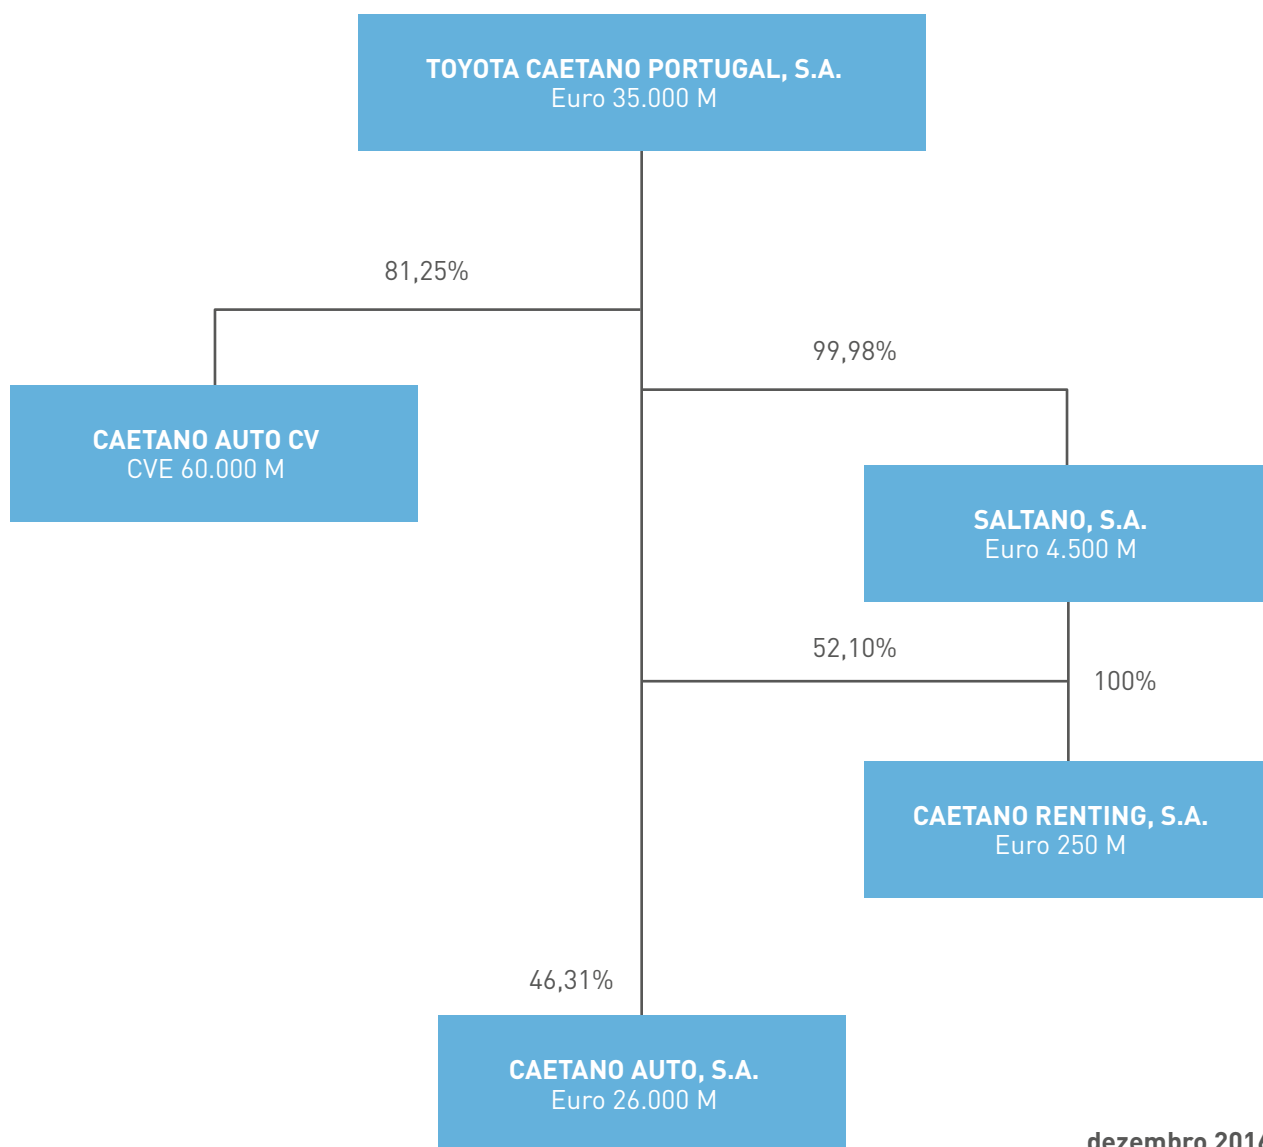 TOYOTA CAETANO PORTUGAL, S.A.
Euro 35.000 M
81,25%
99,98%
CAETANO AUTO CV
CVE 60.000 M
SALTANO, S.A.
Euro 4.500 M
52,10%
100%
CAETANO RENTING, S.A.
Euro 250 M
46,31%
CAETANO AUTO, S.A.
Euro 26.000 M
dezembro 2016